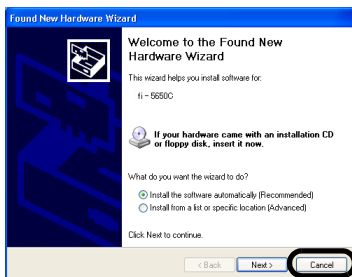 Found New Hardware Wizard
Welcome to the Found New
Hardware Wizard
This wizard helps you install software for:
fi - 5650C
If your hardware came with an installation CD
or floppy disk, insert it now.
What do you want the wizard to do?
Install the software automatically (Recommended)
Install from a list or specific location (Advanced)
Click Next to continue.
< Back Next > Cancel